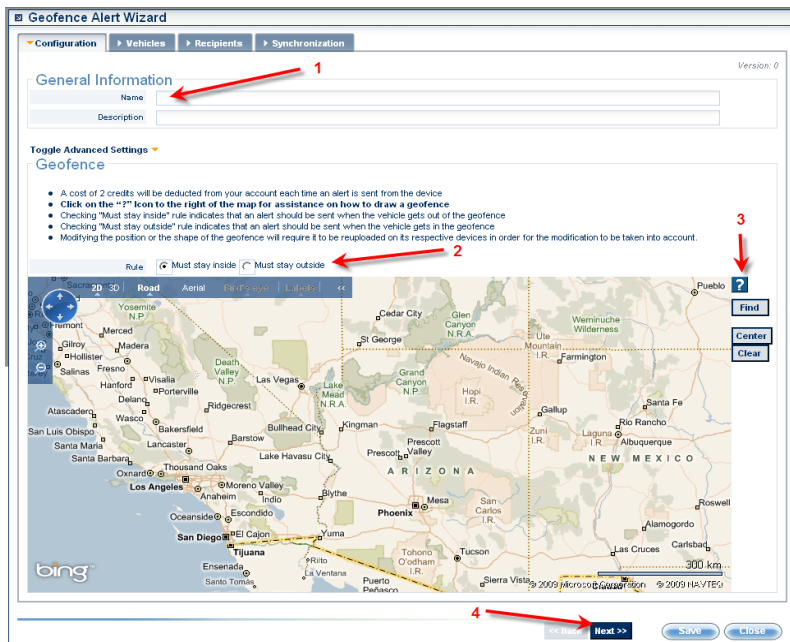 Geofence Alert Wizard
Configuration Vehicles Recipients Synchronization
Version: 0
1
General Information
Name
Description
Toggle Advanced Settings
Geofence
• A cost of 2 credits will be deducted from your account each time an alert is sent from the device
• Click on the “?” Icon to the right of the map for assistance on how to draw a geofence
• Checking "Must stay inside" rule indicates that an alert should be sent when the vehicle gets out of the geofence
• Checking "Must stay outside" rule indicates that an alert should be sent when the vehicle gets in the geofence
• Modifying the position or the shape of the geofence will require it to be reuploaded on its respective devices in order for the modification to be taken into account.
3
2
Rule Must stay inside Must stay outside
2D 3D Road Aerial Bird's eye Labels <<
?
Find
Center
Clear
Pueblo
Yosemite
N.P.
Fremont
Merced
Gilroy
Madera
Hollister
Salinas
Fresno
Hanford
Visalia
Porterville
Delano
Atascadero
Wasco
Bakersfield
San Luis Obispo
Santa Maria
Lancaster
Santa Barbara
Oxnard
Thousand Oaks
Los Angeles
Anaheim
Moreno Valley
Indio
Oceanside
Escondido
San Diego
El Cajon
Tijuana
Ensenada
Santo Tomás
Death
Valley
N.P.
Ridgecrest
Barstow
Las Vegas
Lake
Mead
N.R.A.
Bullhead City
Lake Havasu City
Blythe
Yuma
Riito
La Ventana
Puerto
Peñasco
Cedar City
St George
Glen
Canyon
N.R.A.
Grand
Canyon
N.P.
Kingman
Flagstaff
Prescott
Prescott Valley
ARIZONA
Phoenix
Mesa
San
Carlos
I.R.
Tohono
O'odham
I.R.
Tucson
Sierra Vista
Navajo Indian Reservation
Hopi
I.R.
Ute
Mountain
I.R.
Weminuche
Wilderness
Farmington
Gallup
Zuni
I.R.
Laguna
I.R.
Santa Fe
Rio Rancho
Albuquerque
NEW MEXICO
Roswell
Alamogordo
Las Cruces
Carlsbad
300 km
bing
© 2009 Microsoft Corporation © 2009 NAVTEQ
4
<< Back Next >> Save Close